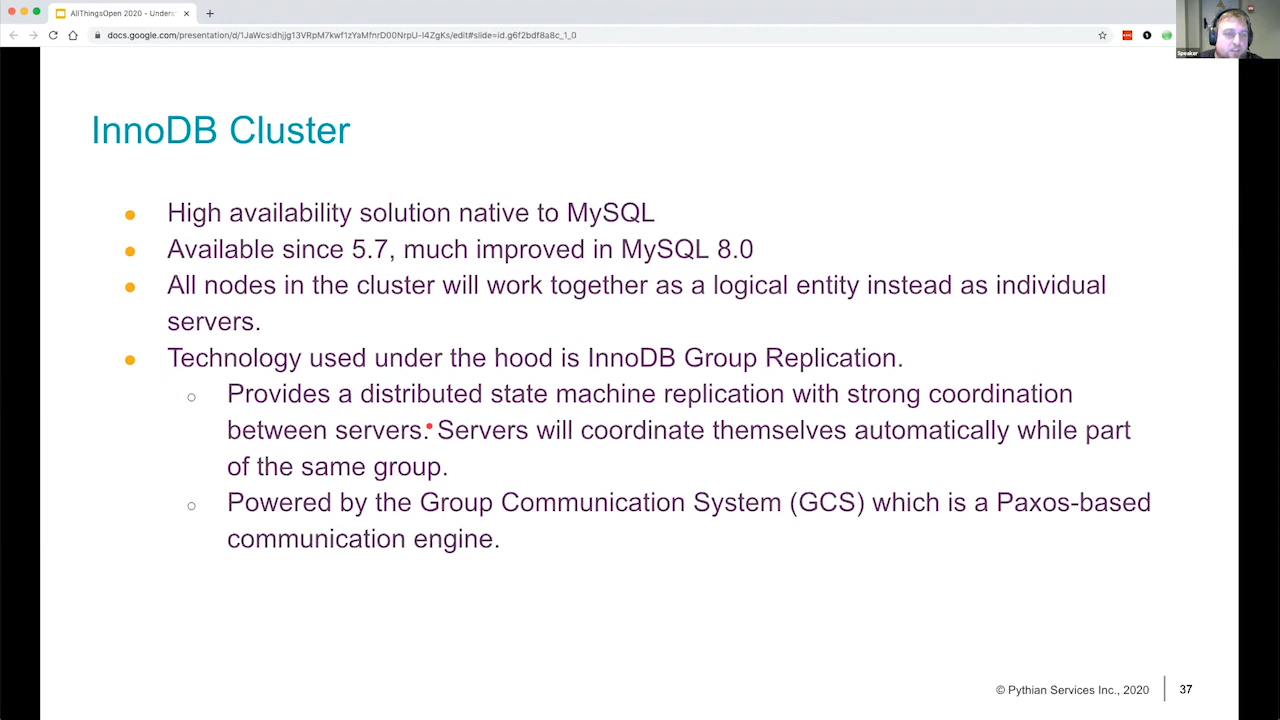 AllThingsOpen 2020 - Underst
docs.google.com/presentation/d/1JaWcsldhjjg13VRpM7kwf1zYaMfnrD00NrpU-l4ZgKs/edit#slide=id.g6f2bdf8a8c_1_0
Speaker
InnoDB Cluster
● High availability solution native to MySQL
● Available since 5.7, much improved in MySQL 8.0
● All nodes in the cluster will work together as a logical entity instead as individual
servers.
● Technology used under the hood is InnoDB Group Replication.
○ Provides a distributed state machine replication with strong coordination
between servers. Servers will coordinate themselves automatically while part
of the same group.
○ Powered by the Group Communication System (GCS) which is a Paxos-based
communication engine.
© Pythian Services Inc., 2020
37